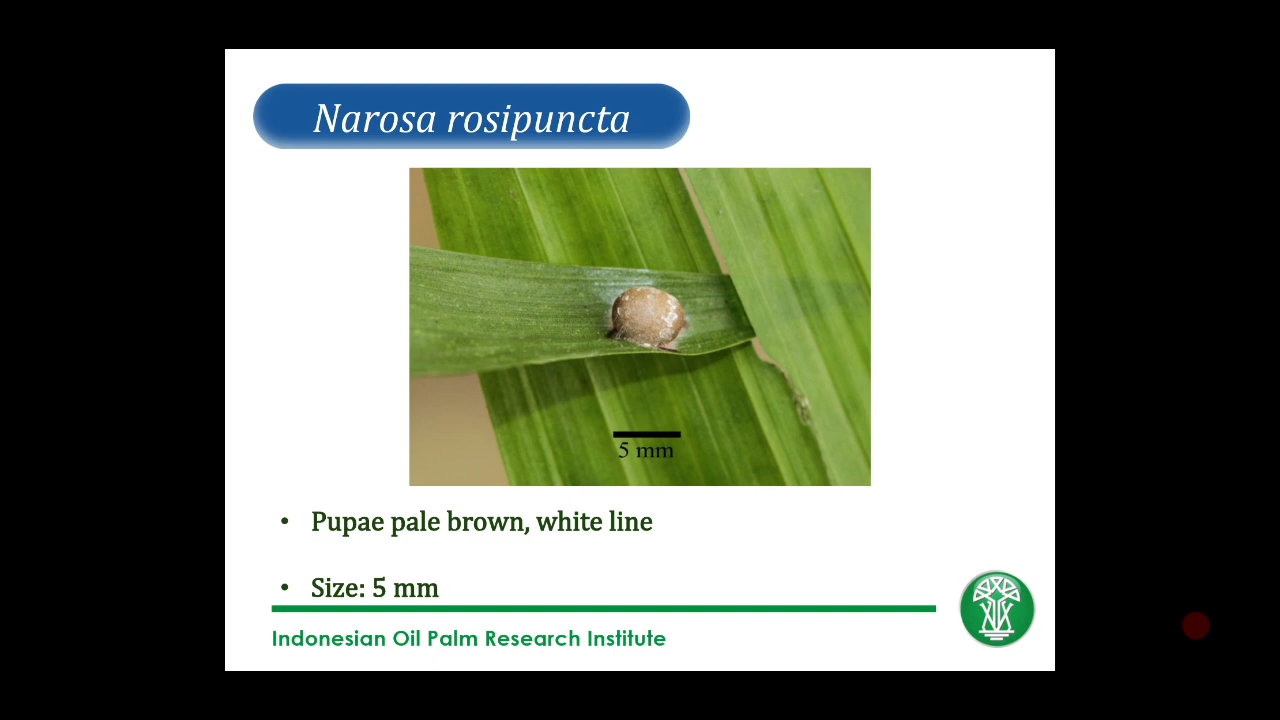 Narosa rosipuncta
5 mm
• Pupae pale brown, white line
• Size: 5 mm
Indonesian Oil Palm Research Institute